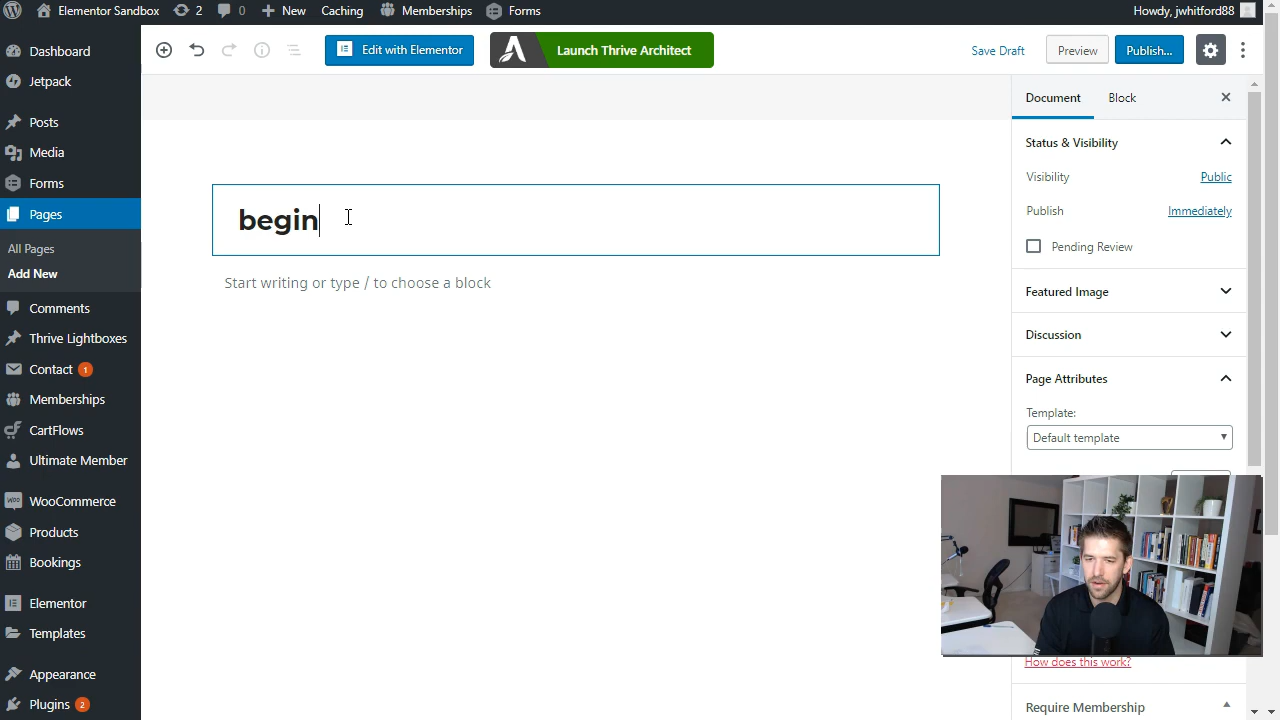 Elementor Sandbox 2 0 New Caching Memberships Forms Howdy, jwhitford88
Dashboard
Jetpack
Posts
Media
Forms
Pages
All Pages
Add New
Comments
Thrive Lightboxes
Contact 1
Memberships
CartFlows
Ultimate Member
WooCommerce
Products
Bookings
Elementor
Templates
Appearance
Plugins 2
Edit with Elementor
Launch Thrive Architect
Save Draft
Preview
Publish...
begin
Start writing or type / to choose a block
Document Block
Status & Visibility
Visibility Public
Publish Immediately
Pending Review
Featured Image
Discussion
Page Attributes
Template:
Default template
How does this work?
Require Membership